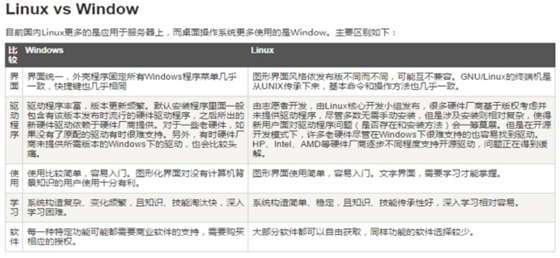 Linux vs Window
目前国内Linux更多的是应用于服务器上，而桌面操作系统更多使用的是Window。主要区别如下：
比较
Windows
Linux
界面
界面统一，外壳程序固定所有Windows程序菜单几乎一致，快捷键也几乎相同
图形界面风格依发布版不同而不同，可能互不兼容。GNU/Linux的终端机是从UNIX传承下来，基本命令和操作方法也几乎一致。
驱动程序
驱动程序丰富，版本更新频繁。默认安装程序里面一般包含有该版本发布时流行的硬件驱动程序，之后所出的新硬件驱动依赖于硬件厂商提供。对于一些老硬件，如果没有了原配的驱动有时很难支持。另外，有时硬件厂商未提供所需版本的Windows下的驱动，也会比较头痛。
由志愿者开发，由Linux核心开发小组发布，很多硬件厂商基于版权考虑并未提供驱动程序，尽管多数无需手动安装，但是涉及安装则相对复杂，使得新用户面对驱动程序问题（是否存在和安装方法）会一筹莫展。但是在开源开发模式下，许多老硬件尽管在Windows下很难支持的也容易找到驱动。HP、Intel、AMD等硬件厂商逐步不同程度支持开源驱动，问题正在得到缓解。
使用
使用比较简单，容易入门。图形化界面对没有计算机背景知识的用户使用十分有利。
图形界面使用简单，容易入门。文字界面，需要学习才能掌握。
学习
系统构造复杂、变化频繁，且知识、技能淘汰快，深入学习困难。
系统构造简单、稳定，且知识、技能传承性好，深入学习相对容易。
软件
每一种特定功能可能都需要商业软件的支持，需要购买相应的授权。
大部分软件都可以自由获取，同样功能的软件选择较少。